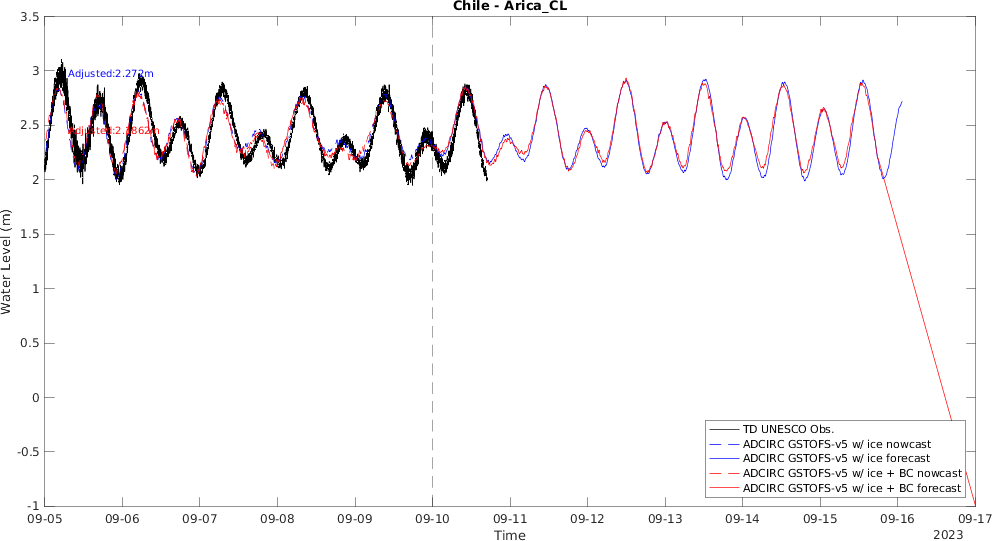 Chile - Arica_CL
3.5
3
2.5
2
1.5
1
0.5
0
-0.5
-1
Water Level (m)
Adjusted:2.272m
TD UNESCO Obs.
ADCIRC GSTOFS-v5 w/ ice nowcast
ADCIRC GSTOFS-v5 w/ ice forecast
ADCIRC GSTOFS-v5 w/ ice + BC nowcast
ADCIRC GSTOFS-v5 w/ ice + BC forecast
09-05 09-06 09-07 09-08 09-09 09-10 09-11 09-12 09-13 09-14 09-15 09-16 09-17
Time
2023